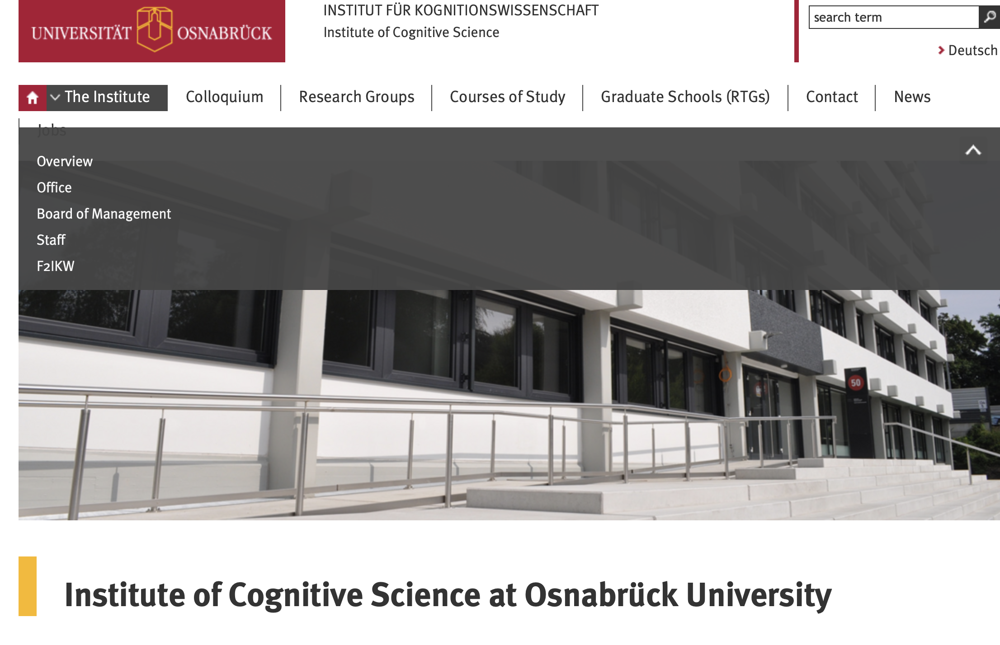 UNIVERSITÄT OSNABRÜCK
INSTITUT FÜR KOGNITIONSWISSENSCHAFT
Institute of Cognitive Science
search term
Deutsch
The Institute
Colloquium
Research Groups
Courses of Study
Graduate Schools (RTGs)
Contact
News
Jobs
Overview
Office
Board of Management
Staff
F2IKW
50
Institute of Cognitive Science at Osnabrück University